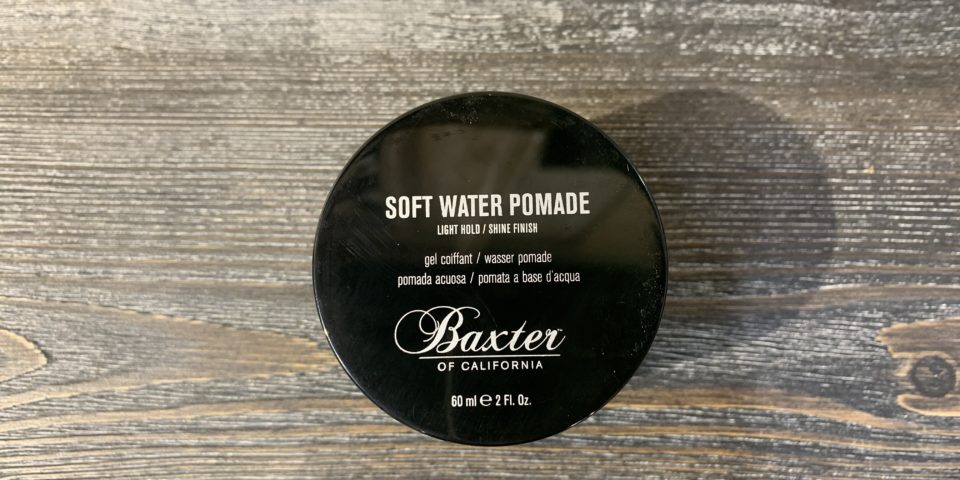 SOFT WATER POMADE
LIGHT HOLD / SHINE FINISH
gel coiffant / wasser pomade
pomada acuosa / pomata a base d'acqua
Baxter™
OF CALIFORNIA
60 ml ℮ 2 Fl. Oz.